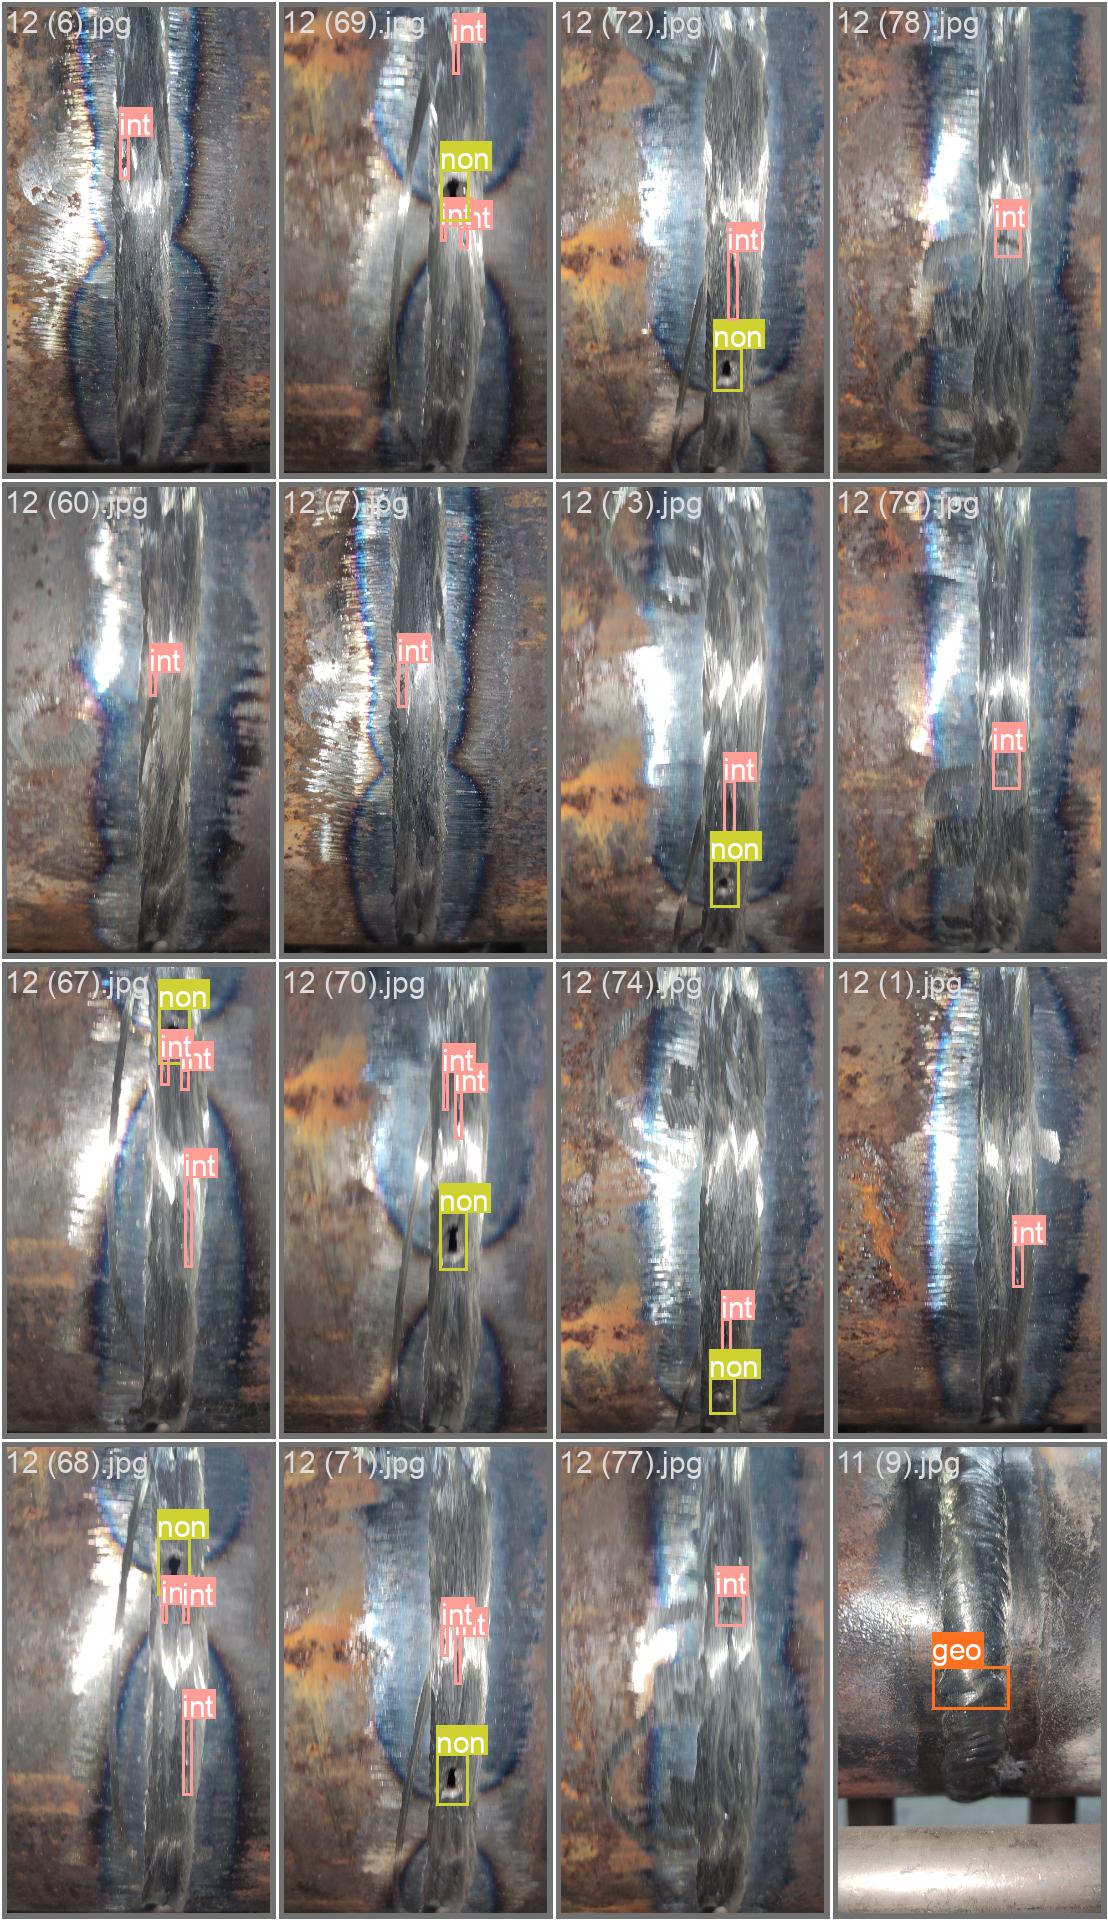 12 (6).jpg
int
12 (69).jpg
int
non
int
int
12 (72).jpg
int
non
12 (78).jpg
int
12 (60).jpg
int
12 (7).jpg
int
12 (73).jpg
int
non
12 (79).jpg
int
12 (67).jpg
non
int
int
int
12 (70).jpg
int
int
non
12 (74).jpg
int
non
12 (1).jpg
int
12 (68).jpg
non
int
int
int
12 (71).jpg
int
int
non
12 (77).jpg
int
11 (9).jpg
geo